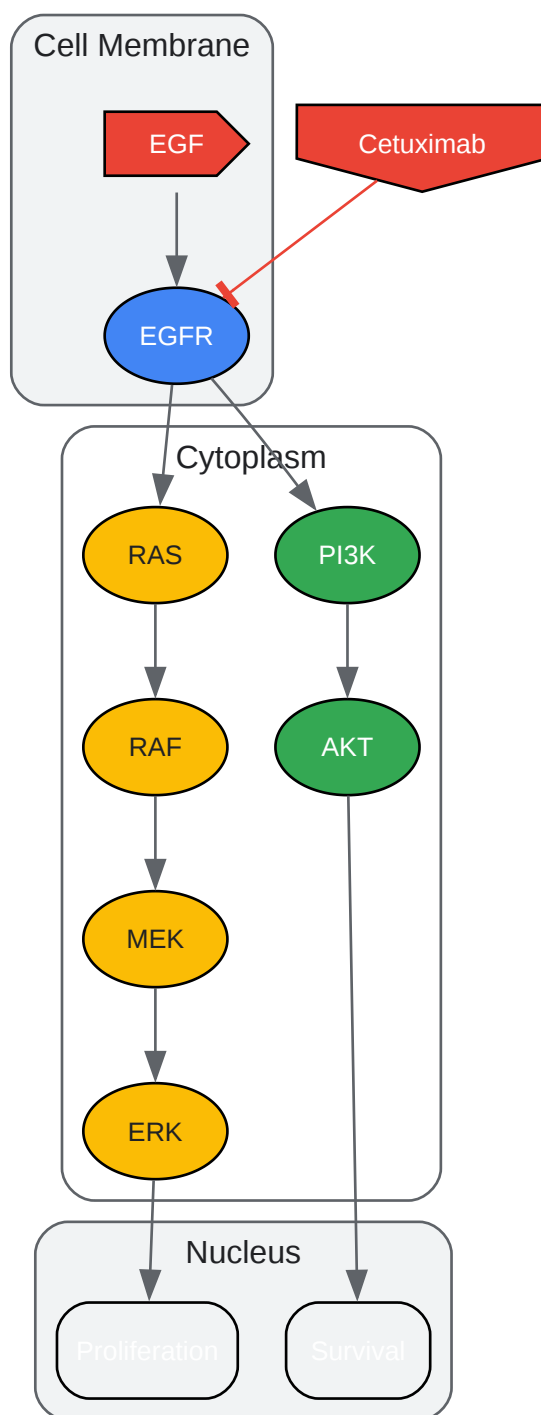 Cell Membrane
EGF
Cetuximab
EGFR
Cytoplasm
RAS
PI3K
RAF
AKT
MEK
ERK
Nucleus
Proliferation
Survival